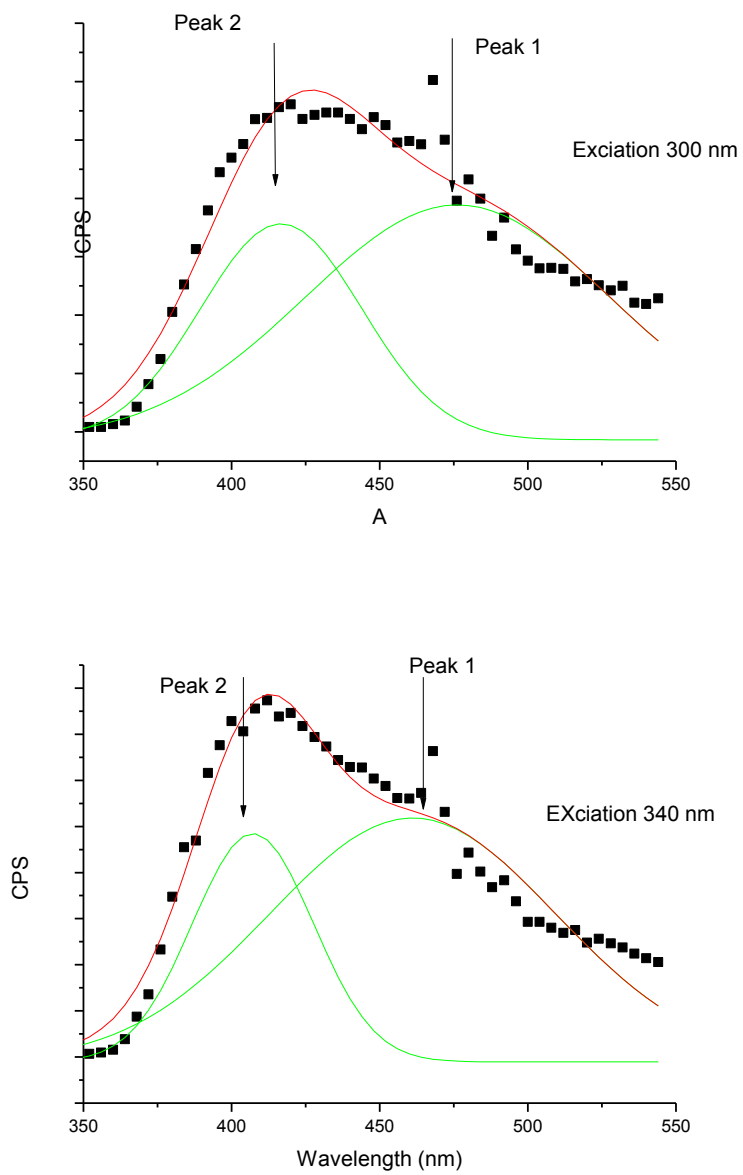 Peak 2
Peak 1
Exciation 300 nm
CPS
350 400 450 500 550
A
Peak 1
Peak 2
EXciation 340 nm
CPS
350 400 450 500 550
Wavelength (nm)